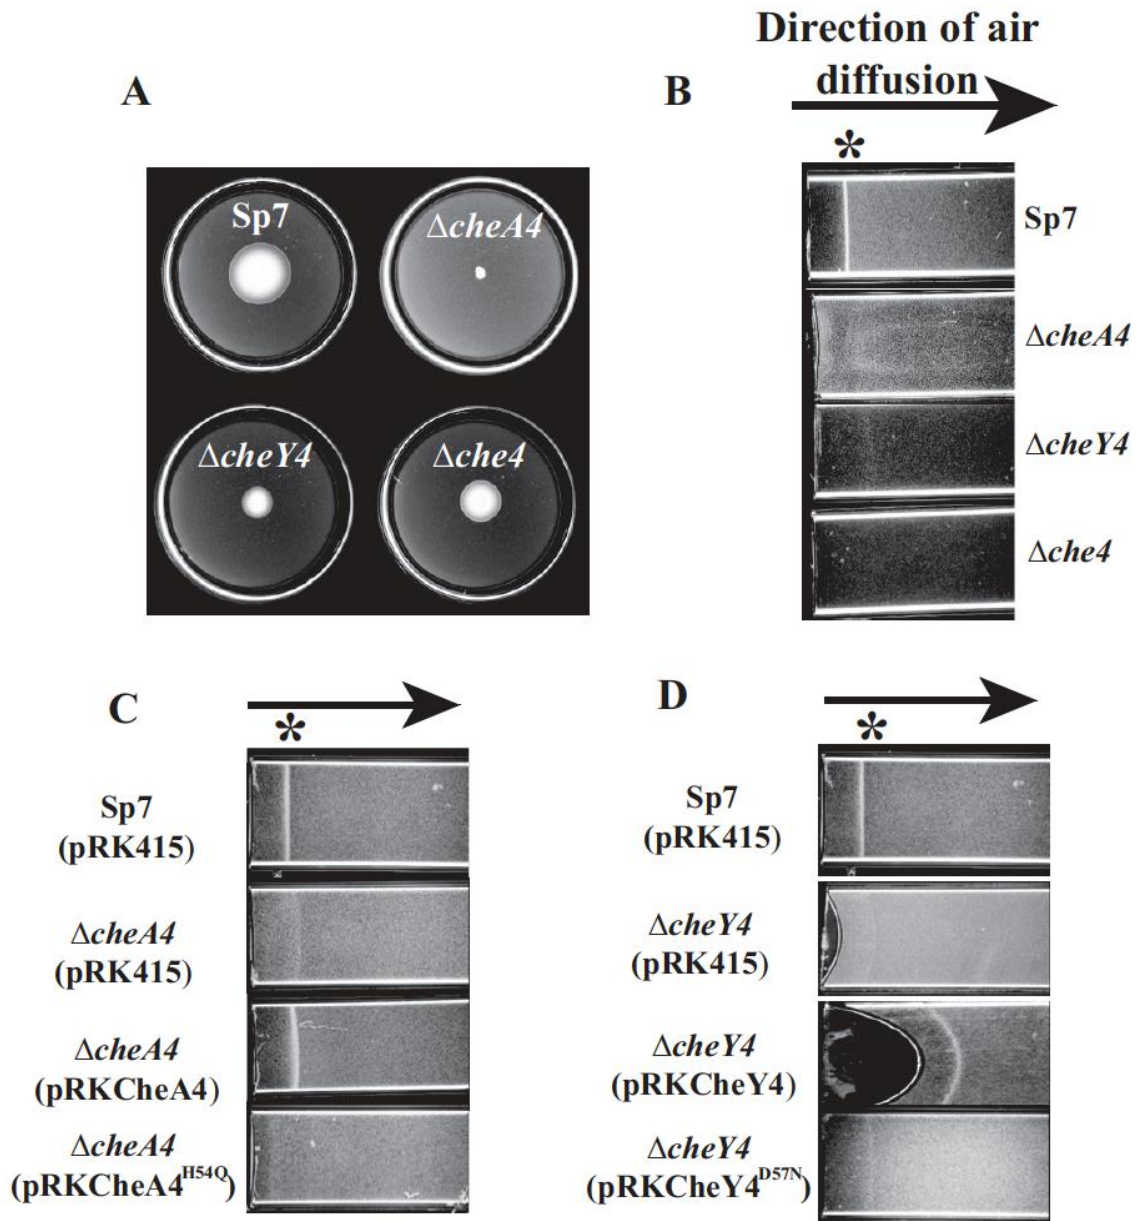 A
Sp7
ΔcheA4
ΔcheY4
Δche4
B
Direction of air
diffusion
*
Sp7
ΔcheA4
ΔcheY4
Δche4
C
*
Sp7
(pRK415)
ΔcheA4
(pRK415)
ΔcheA4
(pRKCheA4)
ΔcheA4
(pRKCheA4H54Q)
D
*
Sp7
(pRK415)
ΔcheY4
(pRK415)
ΔcheY4
(pRKCheY4)
ΔcheY4
(pRKCheY4D57N)